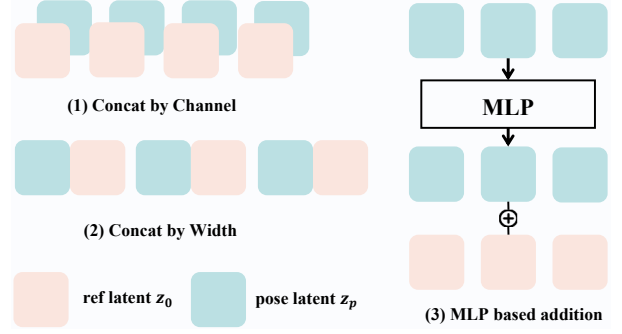 (1) Concat by Channel
(2) Concat by Width
ref latent z₀
pose latent zₚ
MLP
(3) MLP based addition